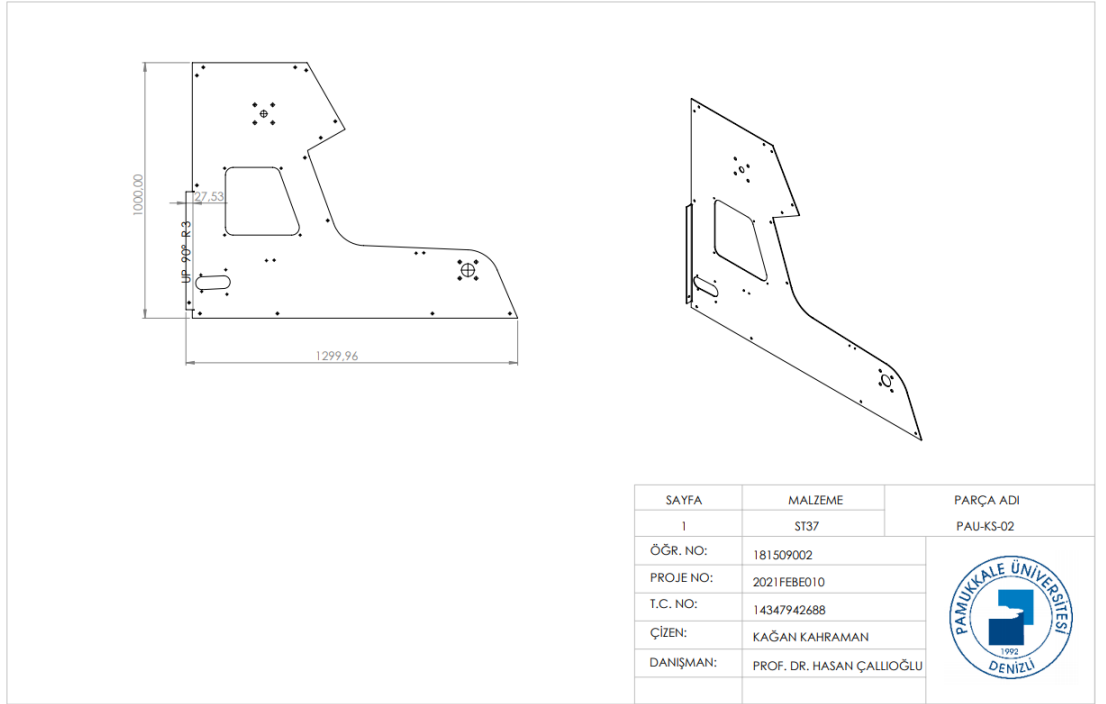 1000,00
27,53
UP 90° R 3
1299,96
SAYFA MALZEME PARÇA ADI
1 ST37 PAU-KS-02
ÖĞR. NO: 181509002
PROJE NO: 2021FEBE010
T.C. NO: 14347942688
ÇİZEN: KAĞAN KAHRAMAN
DANIŞMAN: PROF. DR. HASAN ÇALLIOĞLU
PAMUKKALE ÜNİVERSİTESİ
1992
DENİZLİ